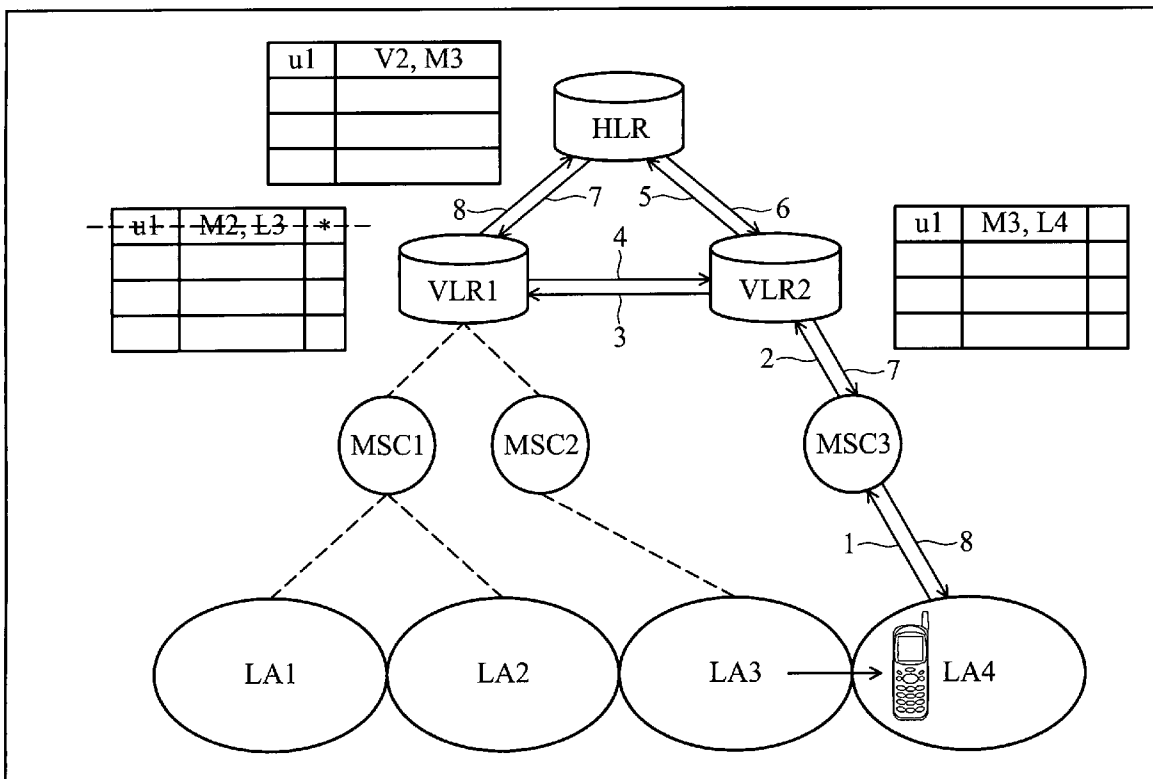 u1 V2, M3
HLR
8 7 5 6
u1 M2, L3 *
u1 M3, L4
4
VLR1 VLR2
3
2 7
MSC1 MSC2 MSC3
1 8
LA1 LA2 LA3 LA4